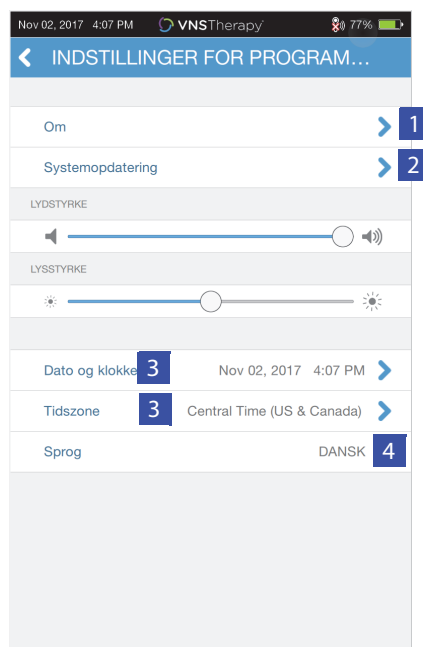 Nov 02, 2017 4:07 PM VNSTherapy 77%
INDSTILLINGER FOR PROGRAM...
Om 1
Systemopdatering 2
LYDSTYRKE
LYSSTYRKE
Dato og klokke 3 Nov 02, 2017 4:07 PM
Tidszone 3 Central Time (US & Canada)
Sprog DANSK 4